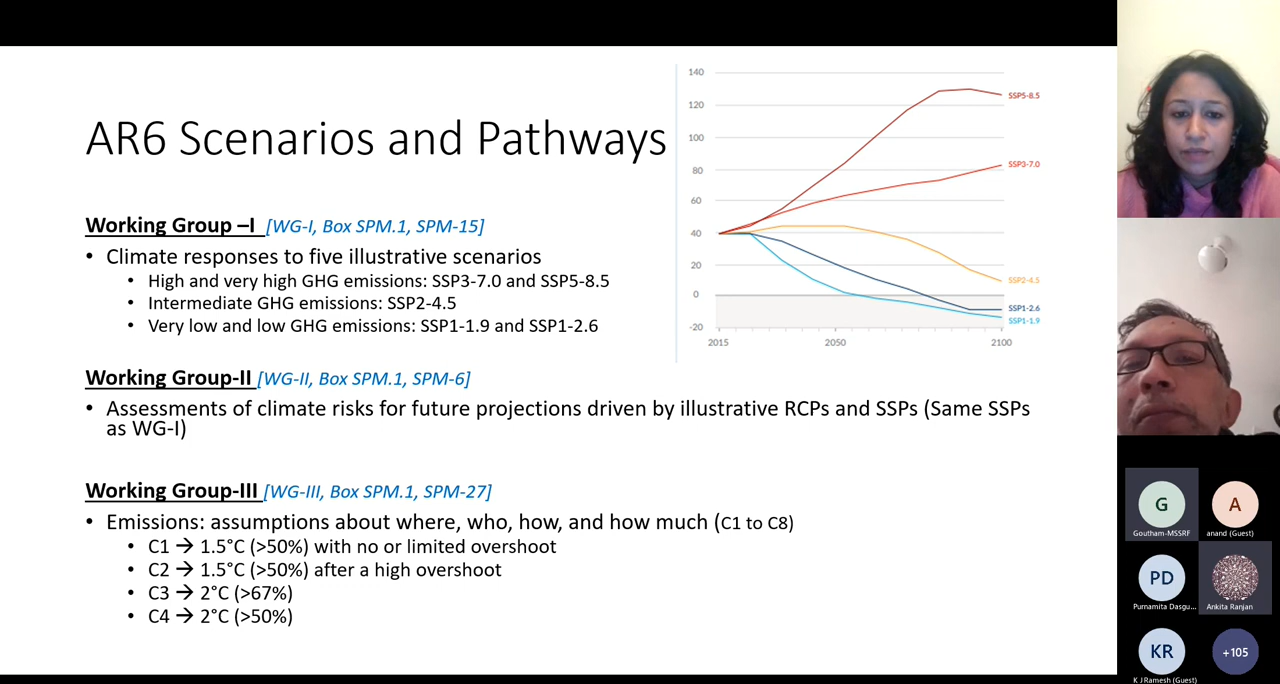 AR6 Scenarios and Pathways
Working Group –I [WG-I, Box SPM.1, SPM-15]
• Climate responses to five illustrative scenarios
• High and very high GHG emissions: SSP3-7.0 and SSP5-8.5
• Intermediate GHG emissions: SSP2-4.5
• Very low and low GHG emissions: SSP1-1.9 and SSP1-2.6
140
120
100
80
60
40
20
0
-20
2015
2050
2100
SSP5-8.5
SSP3-7.0
SSP2-4.5
SSP1-2.6
SSP1-1.9
Working Group-II [WG-II, Box SPM.1, SPM-6]
• Assessments of climate risks for future projections driven by illustrative RCPs and SSPs (Same SSPs
as WG-I)
Working Group-III [WG-III, Box SPM.1, SPM-27]
• Emissions: assumptions about where, who, how, and how much (C1 to C8)
• C1 → 1.5°C (>50%) with no or limited overshoot
• C2 → 1.5°C (>50%) after a high overshoot
• C3 → 2°C (>67%)
• C4 → 2°C (>50%)
G
Goutham-MSSRF
A
anand (Guest)
PD
Purnamita Dasgu...
Ankita Ranjan
KR
K J Ramesh (Guest)
+105